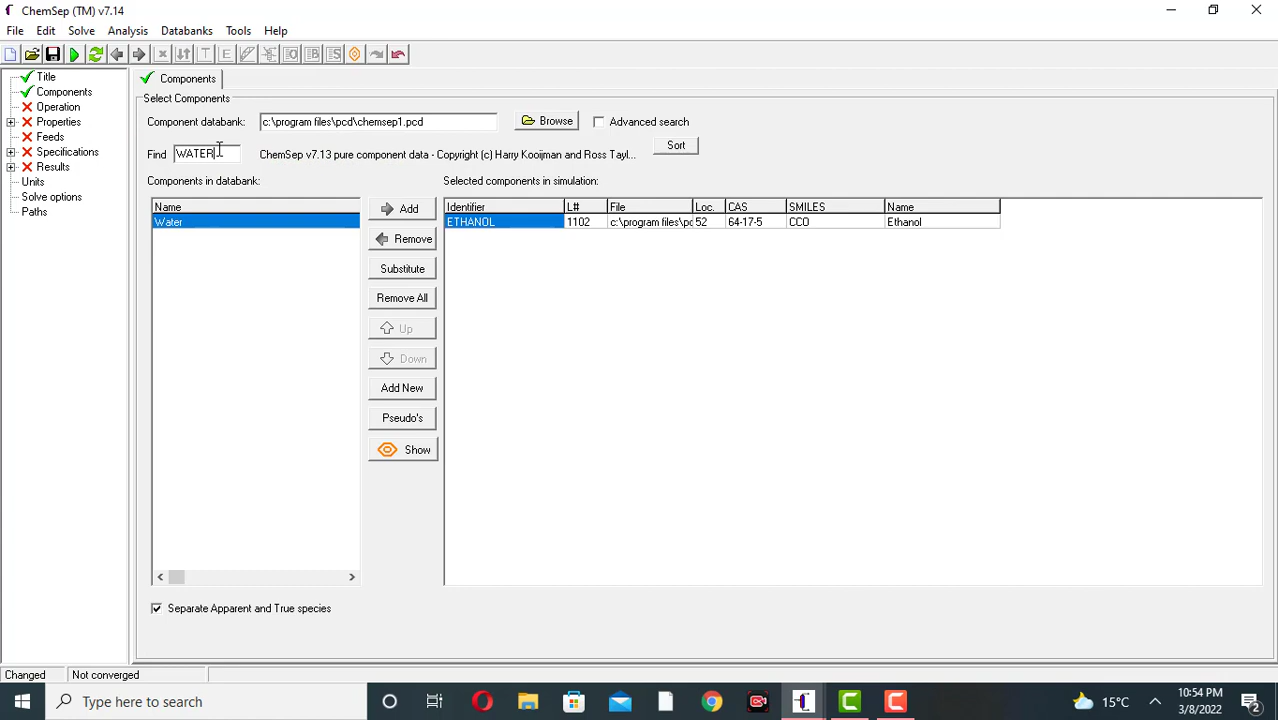 ChemSep (TM) v7.14
File Edit Solve Analysis Databanks Tools Help
Title
Components
Operation
Properties
Feeds
Specifications
Results
Units
Solve options
Paths
Components
Select Components
Component databank: c:\program files\pcd\chemsep1.pcd Browse Advanced search
Find WATER ChemSep v7.13 pure component data - Copyright (c) Harry Kooijman and Ross Tayl... Sort
Components in databank: Selected components in simulation:
Name
Water
Add
Remove
Substitute
Remove All
Up
Down
Add New
Pseudo's
Show
Identifier L# File Loc. CAS SMILES Name
ETHANOL 1102 c:\program files\pc 52 64-17-5 CCO Ethanol
Separate Apparent and True species
Changed Not converged
Type here to search 15°C 10:54 PM
3/8/2022 2